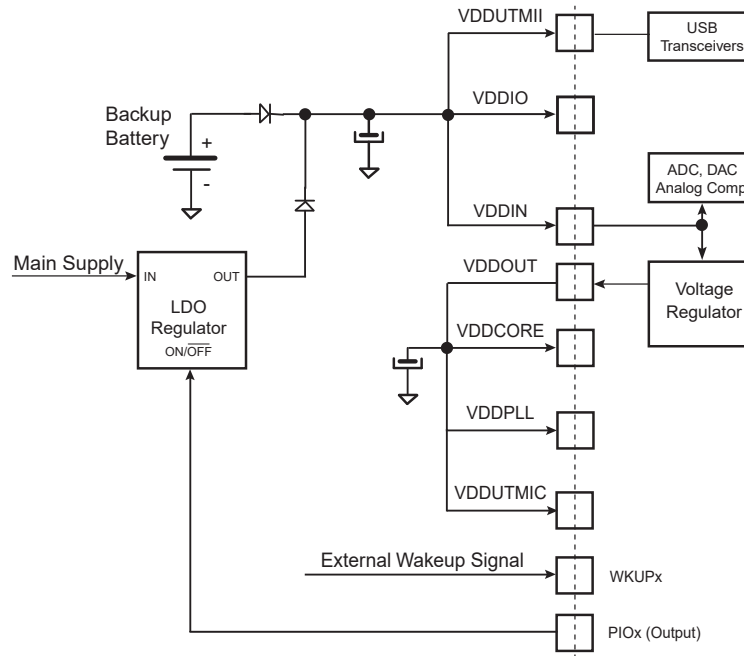 VDDUTMII
USB
Transceivers
VDDIO
Backup
Battery
+
-
ADC, DAC
Analog Comp
VDDIN
Main Supply
IN
OUT
LDO
Regulator
ON/OFF
VDDOUT
Voltage
Regulator
VDDCORE
VDDPLL
VDDUTMIC
External Wakeup Signal
WKUPx
PIOx (Output)